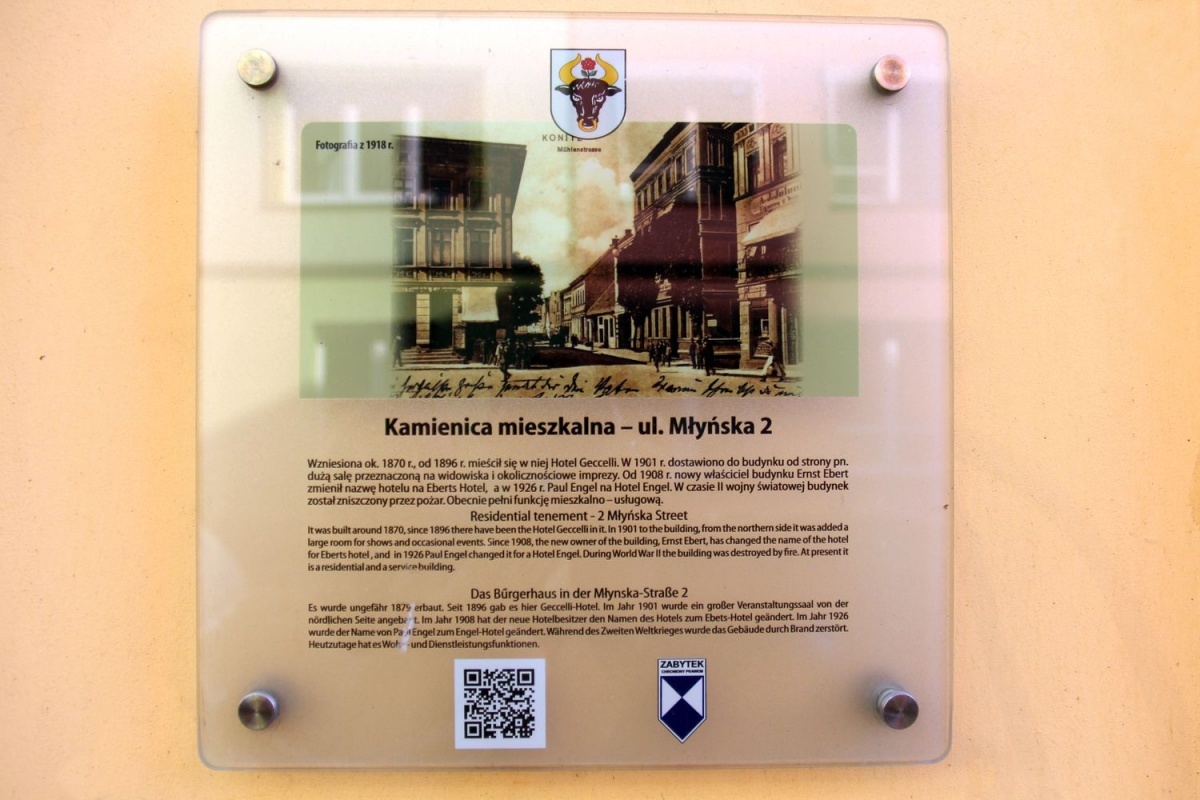 Fotografia z 1918 r.
KONITZ
Mühlenstrasse
Kamienica mieszkalna – ul. Młyńska 2
Wzniesiona ok. 1870 r., od 1896 r. mieścił się w niej Hotel Geccelli. W 1901 r. dostawiono do budynku od strony pn.
dużą salę przeznaczoną na widowiska i okolicznościowe imprezy. Od 1908 r. nowy właściciel budynku Ernst Ebert
zmienił nazwę hotelu na Eberts Hotel, a w 1926 r. Paul Engel na Hotel Engel. W czasie II wojny światowej budynek
został zniszczony przez pożar. Obecnie pełni funkcję mieszkalno – usługową.
Residential tenement - 2 Młyńska Street
It was built around 1870, since 1896 there have been the Hotel Geccelli in it. In 1901 to the building, from the northern side it was added a
large room for shows and occasional events. Since 1908, the new owner of the building, Ernst Ebert, has changed the name of the hotel
for Eberts hotel , and in 1926 Paul Engel changed it for a Hotel Engel. During World War II the building was destroyed by fire. At present it
is a residential and a service building.
Das Bűrgerhaus in der Młynska-Straße 2
Es wurde ungefähr 1879 erbaut. Seit 1896 gab es hier Geccelli-Hotel. Im Jahr 1901 wurde ein großer Veranstaltungssaal von der
nördlichen Seite angebaut. Im Jahr 1908 hat der neue Hotelbesitzer den Namen des Hotels zum Ebets-Hotel geändert. Im Jahr 1926
wurde der Name von Paul Engel zum Engel-Hotel geändert. Während des Zweiten Weltkrieges wurde das Gebäude durch Brand zerstört.
Heutzutage hat es Wohn- und Dienstleistungsfunktionen.
ZABYTEK
CHRONIONY PRAWEM